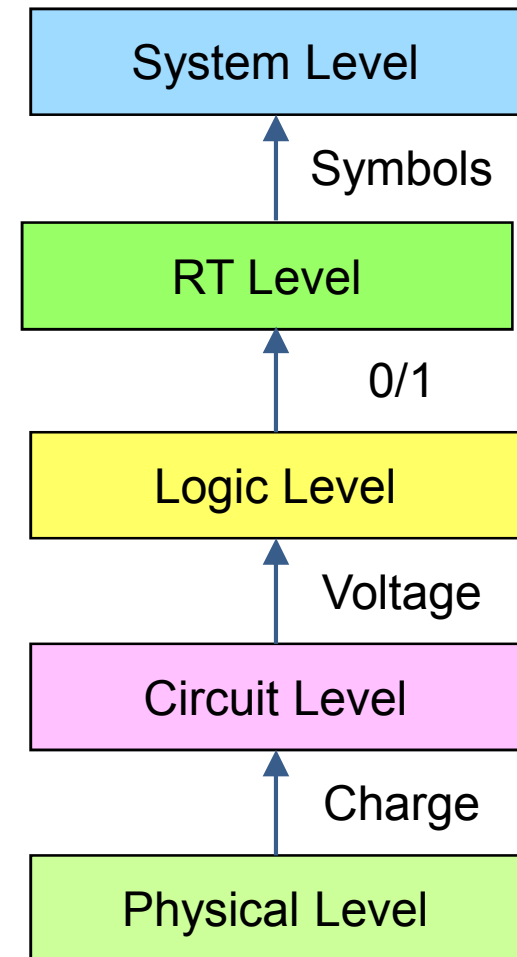 System Level
Symbols
RT Level
0/1
Logic Level
Voltage
Circuit Level
Charge
Physical Level